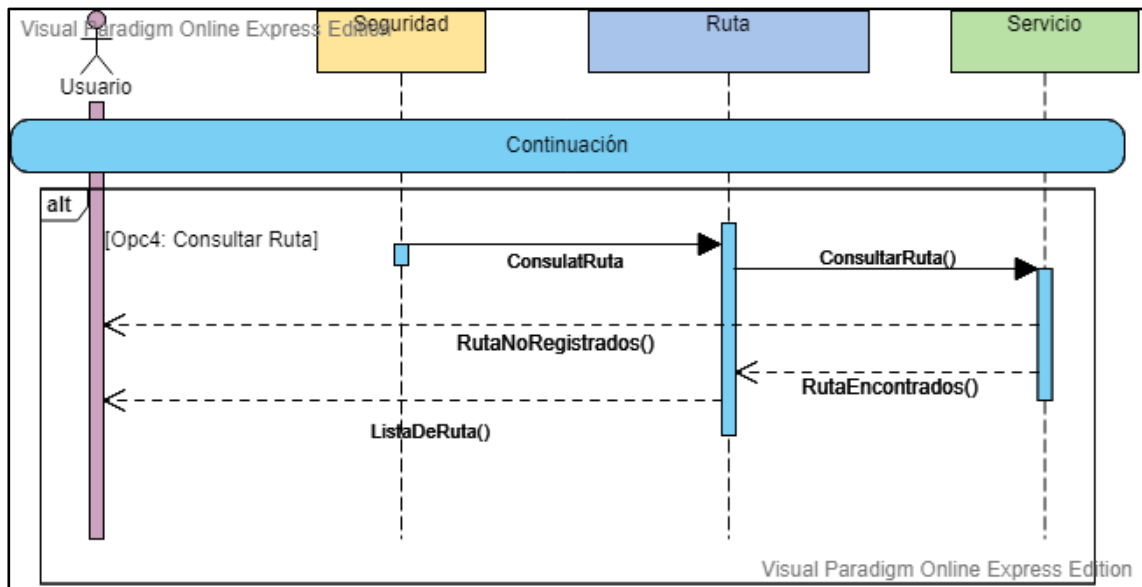 Visual Paradigm Online Express Edition
Seguridad
Ruta
Servicio
Usuario
Continuación
alt
[Opc4: Consultar Ruta]
ConsulatRuta
ConsultarRuta()
RutaNoRegistrados()
RutaEncontrados()
ListaDeRuta()
Visual Paradigm Online Express Edition